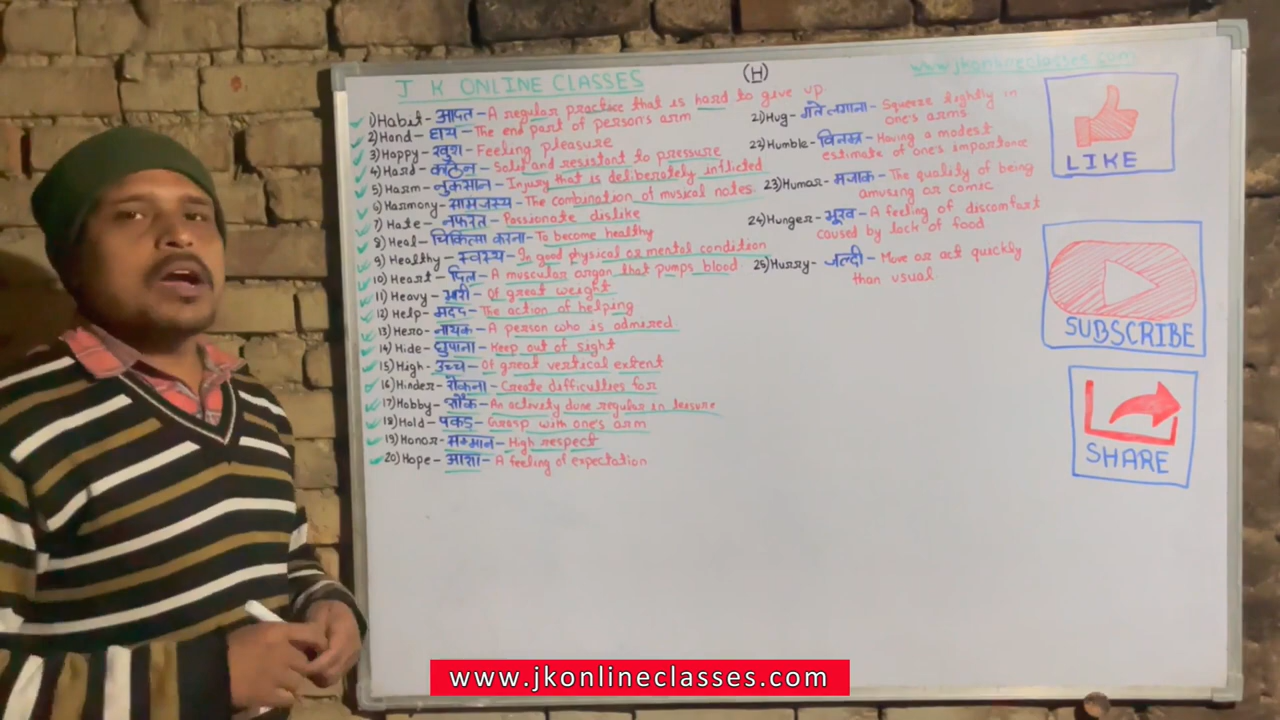 J K ONLINE CLASSES
(H)
www.jkonlineclasses.com
1) Habit - आदत - A regular practice that is hard to give up
2) Hand - हाथ - The end part of person's arm
3) Happy - खुश - Feeling pleasure
4) Hard - कठिन - Solid and resistant to pressure
5) Harm - नुकसान - Injury that is deliberately inflicted
6) Harmony - सामंजस्य - The combination of musical notes
7) Hate - नफरत - Passionate dislike
8) Heal - चिकित्सा करना - To become healthy
9) Healthy - स्वस्थ - In good physical or mental condition
10) Heart - दिल - A muscular organ that pumps blood
11) Heavy - भारी - Of great weight
12) Help - मदद - The action of helping
13) Hero - नायक - A person who is admired
14) Hide - छुपाना - Keep out of sight
15) High - उच्च - Of great vertical extent
16) Hinder - रोकना - Create difficulties for
17) Hobby - शौक - An activety dune regular in leisure
18) Hold - पकड़ - Grasp with one's arm
19) Honor - सम्मान - High respect
20) Hope - आशा - A feeling of expectation
21) Hug - गले लगाना - Squeeze tightly in
one's arms
22) Humble - विनम्र - Having a modest
estimate of one's importance
23) Humar - मजाक - The quality of being
amusing or comic
24) Hunger - भूख - A feeling of discomfort
caused by lack of food
25) Hurry - जल्दी - Move or act quickly
than usual
LIKE
SUBSCRIBE
SHARE
www.jkonlineclasses.com